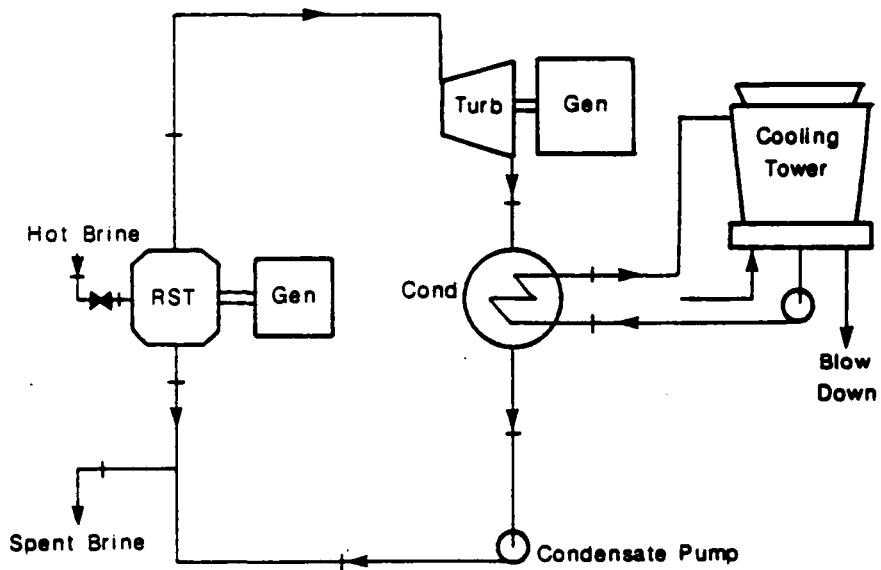 Turb
Gen
Cooling
Tower
Hot Brine
RST
Gen
Cond
Blow
Down
Spent Brine
Condensate Pump